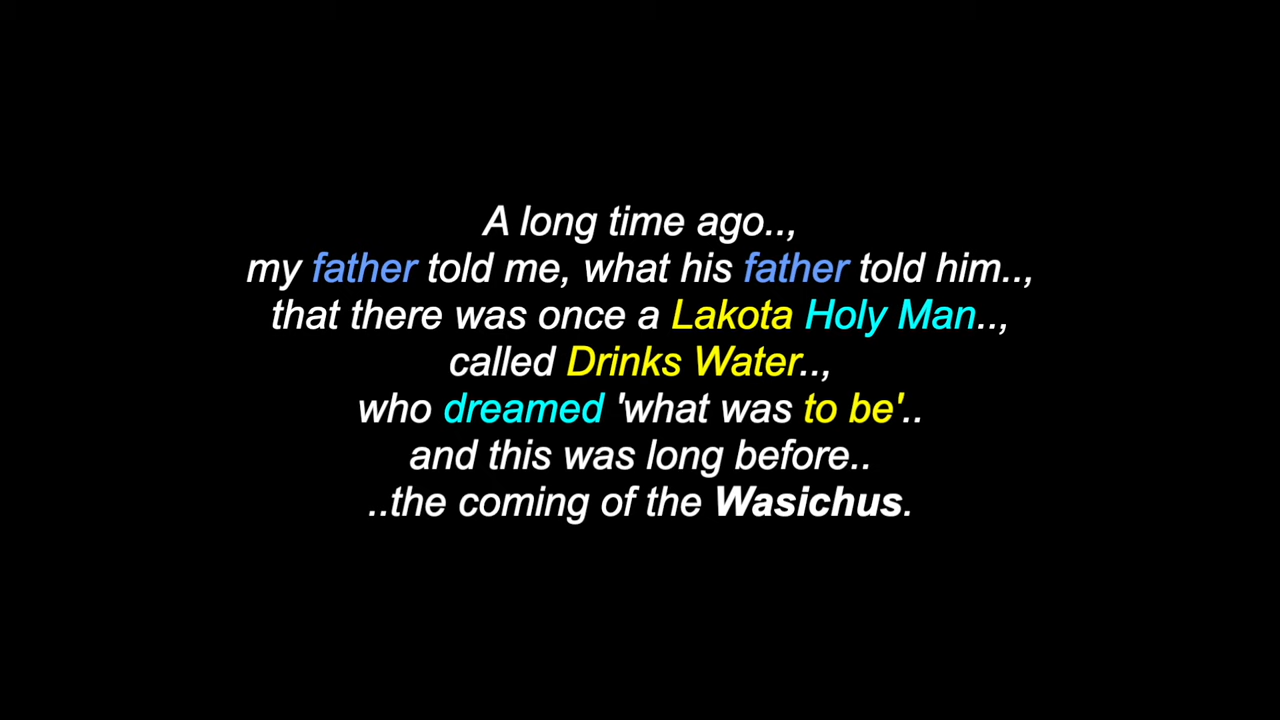 A long time ago..,
my father told me, what his father told him..,
that there was once a Lakota Holy Man..,
called Drinks Water..,
who dreamed 'what was to be'..
and this was long before..
..the coming of the Wasichus.